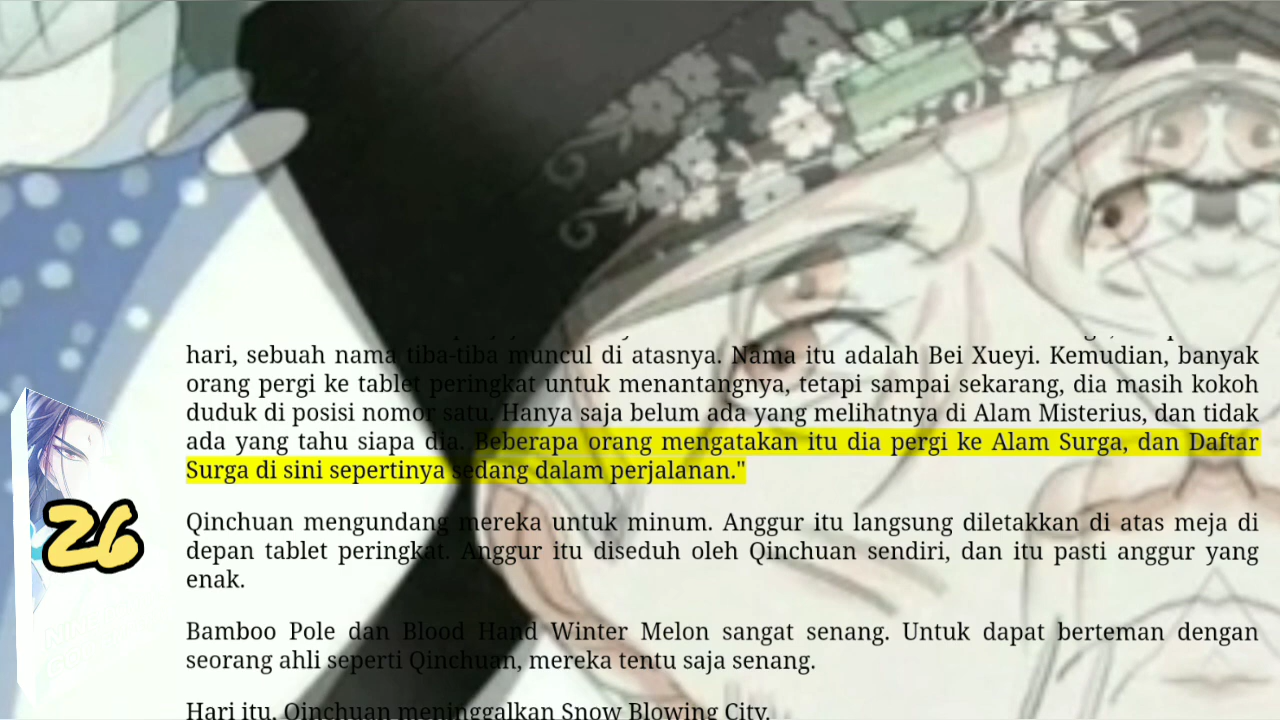 hari, sebuah nama tiba-tiba muncul di atasnya. Nama itu adalah Bei Xueyi. Kemudian, banyak
orang pergi ke tablet peringkat untuk menantangnya, tetapi sampai sekarang, dia masih kokoh
duduk di posisi nomor satu. Hanya saja belum ada yang melihatnya di Alam Misterius, dan tidak
ada yang tahu siapa dia. Beberapa orang mengatakan itu dia pergi ke Alam Surga, dan Daftar
Surga di sini sepertinya sedang dalam perjalanan."
26
Qinchuan mengundang mereka untuk minum. Anggur itu langsung diletakkan di atas meja di
depan tablet peringkat. Anggur itu diseduh oleh Qinchuan sendiri, dan itu pasti anggur yang
enak.
Bamboo Pole dan Blood Hand Winter Melon sangat senang. Untuk dapat berteman dengan
seorang ahli seperti Qinchuan, mereka tentu saja senang.
Hari itu, Qinchuan meninggalkan Snow Blowing City.